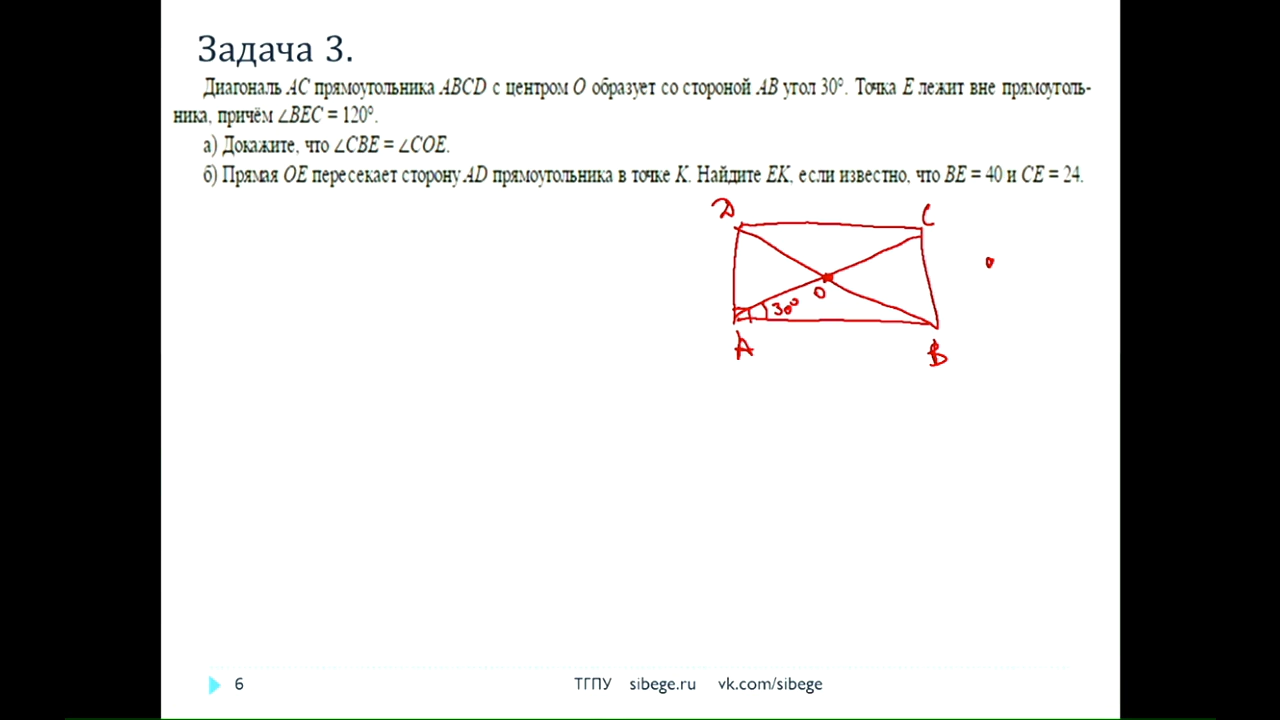 Задача 3.
Диагональ AC прямоугольника ABCD с центром O образует со стороной AB угол 30°. Точка E лежит вне прямоуголь-
ника, причём ∠BEC = 120°.
а) Докажите, что ∠CBE = ∠COE.
б) Прямая OE пересекает сторону AD прямоугольника в точке K. Найдите EK, если известно, что BE = 40 и CE = 24.
D C
O
30°
A B
6 ТГПУ sibege.ru vk.com/sibege